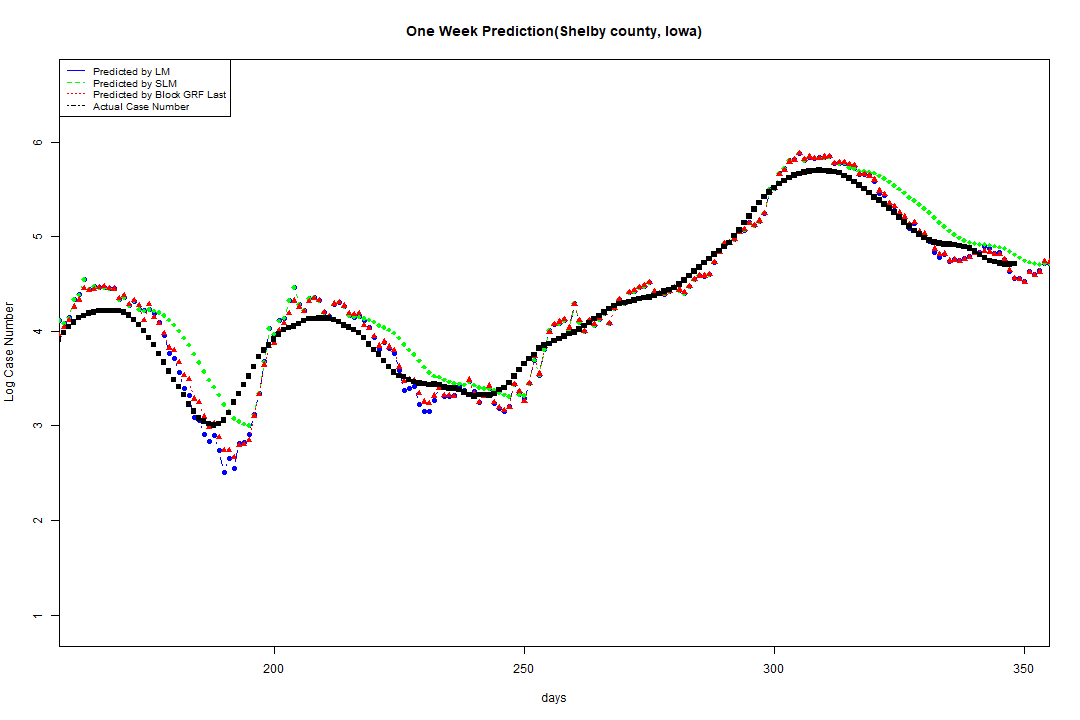 One Week Prediction(Shelby county, Iowa)
Predicted by LM
Predicted by SLM
Predicted by Block GRF Last
Actual Case Number
6
5
4
3
2
1
Log Case Number
200 250 300 350
days